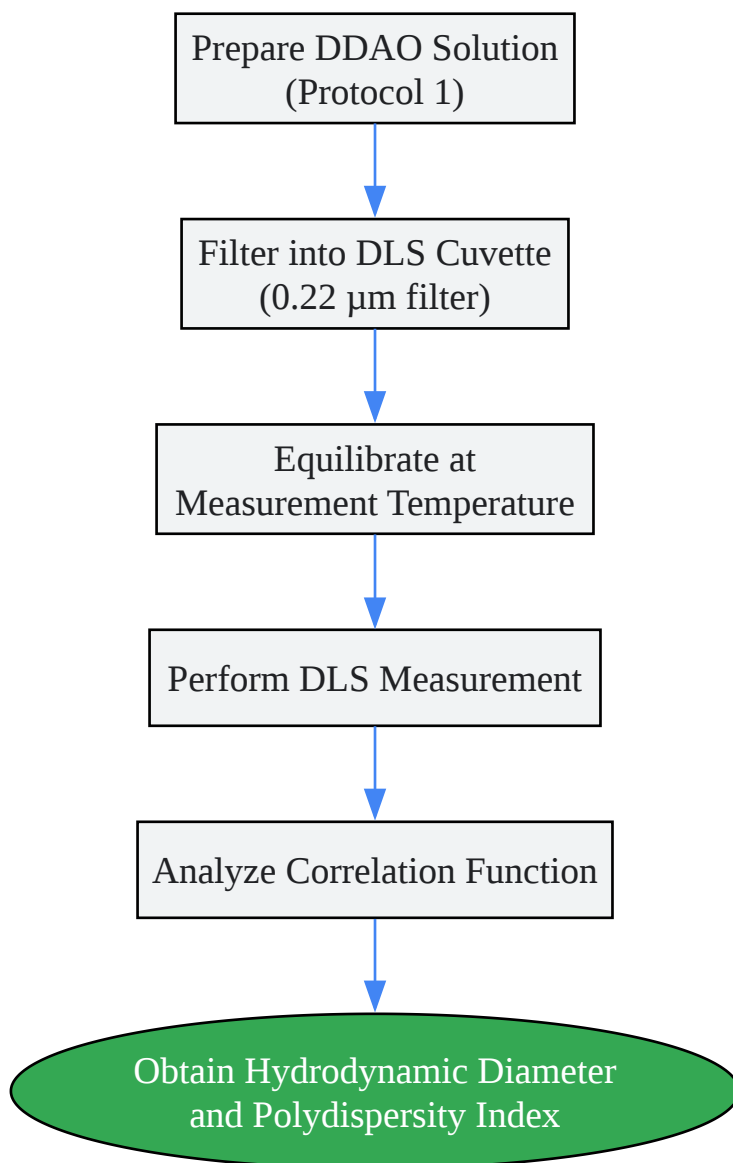 Prepare DDAO Solution
(Protocol 1)
Filter into DLS Cuvette
(0.22 µm filter)
Equilibrate at
Measurement Temperature
Perform DLS Measurement
Analyze Correlation Function
Obtain Hydrodynamic Diameter
and Polydispersity Index